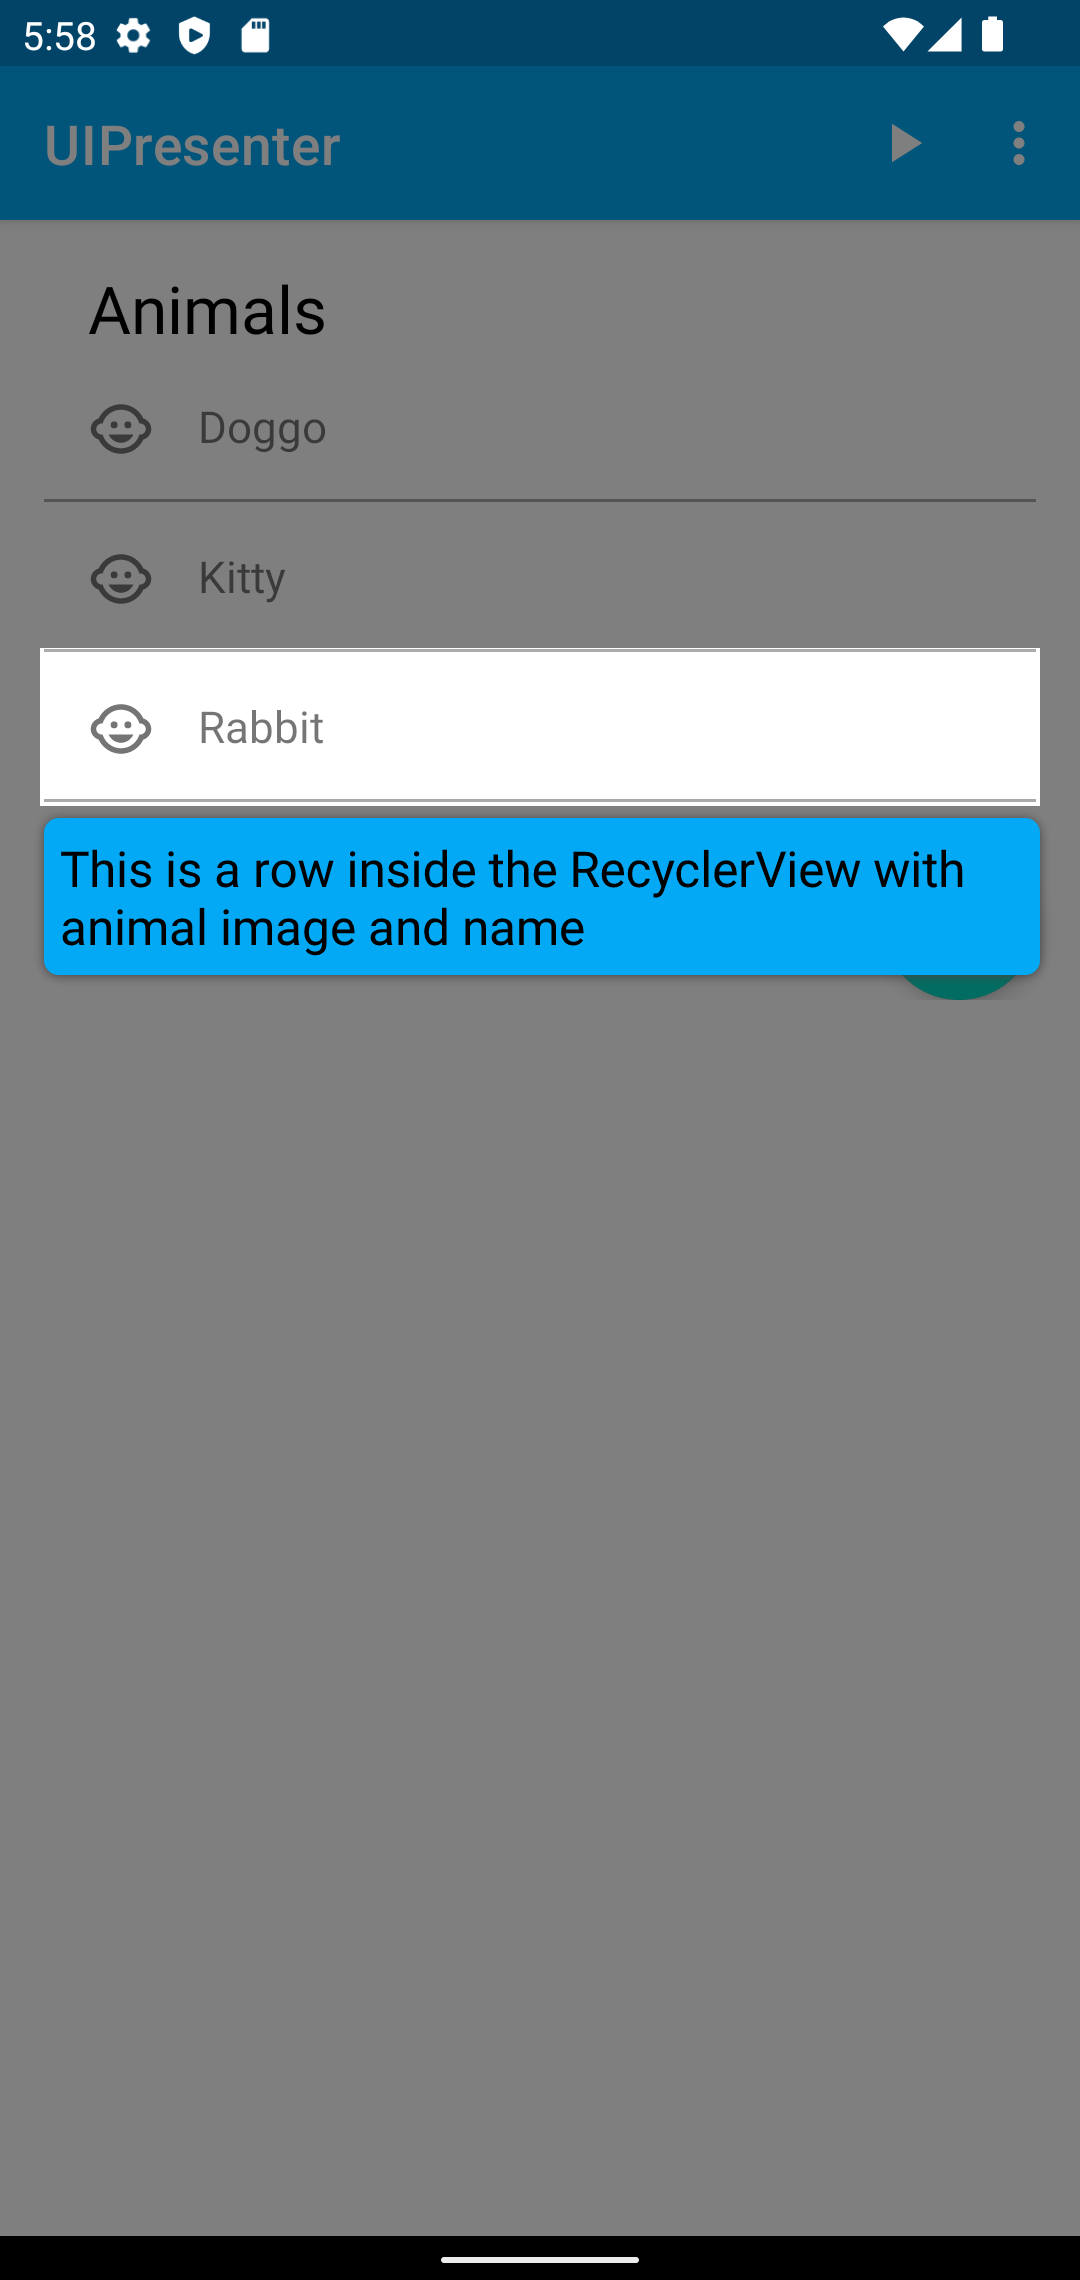 5:58
UIPresenter
Animals
Doggo
Kitty
Rabbit
This is a row inside the RecyclerView with
animal image and name